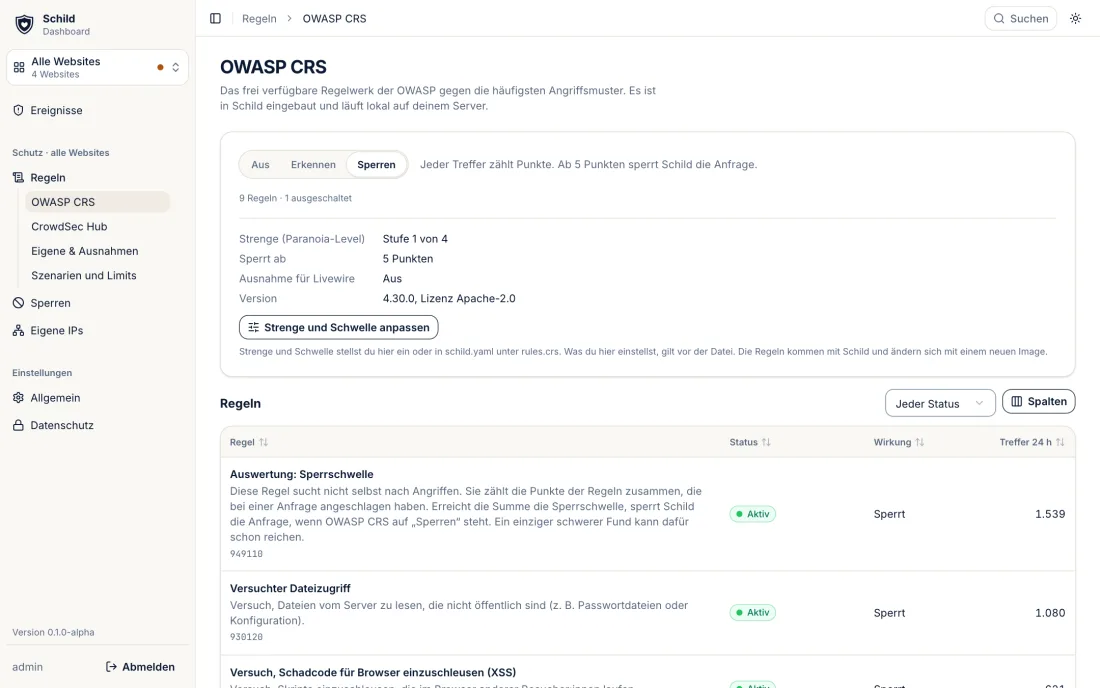 Schild
Dashboard
Alle Websites
4 Websites
Ereignisse
Schutz · alle Websites
Regeln
OWASP CRS
CrowdSec Hub
Eigene & Ausnahmen
Szenarien und Limits
Sperren
Eigene IPs
Einstellungen
Allgemein
Datenschutz
Version 0.1.0-alpha
admin
Abmelden
Regeln
OWASP CRS
Suchen
OWASP CRS
Das frei verfügbare Regelwerk der OWASP gegen die häufigsten Angriffsmuster. Es ist
in Schild eingebaut und läuft lokal auf deinem Server.
Aus Erkennen Sperren Jeder Treffer zählt Punkte. Ab 5 Punkten sperrt Schild die Anfrage.
9 Regeln · 1 ausgeschaltet
Strenge (Paranoia-Level) Stufe 1 von 4
Sperrt ab 5 Punkten
Ausnahme für Livewire Aus
Version 4.30.0, Lizenz Apache-2.0
Strenge und Schwelle anpassen
Strenge und Schwelle stellst du hier ein oder in schild.yaml unter rules.crs. Was du hier einstellst, gilt vor der Datei. Die Regeln kommen mit Schild und ändern sich mit einem neuen Image.
Regeln
Jeder Status
Spalten
Regel Status Wirkung Treffer 24 h
Auswertung: Sperrschwelle
Diese Regel sucht nicht selbst nach Angriffen. Sie zählt die Punkte der Regeln zusammen, die
bei einer Anfrage angeschlagen haben. Erreicht die Summe die Sperrschwelle, sperrt Schild
die Anfrage, wenn OWASP CRS auf „Sperren“ steht. Ein einziger schwerer Fund kann dafür
schon reichen.
949110
Aktiv
Sperrt
1.539
Versuchter Dateizugriff
Versuch, Dateien vom Server zu lesen, die nicht öffentlich sind (z. B. Passwortdateien oder
Konfiguration).
930120
Aktiv
Sperrt
1.080
Versuch, Schadcode für Browser einzuschleusen (XSS)